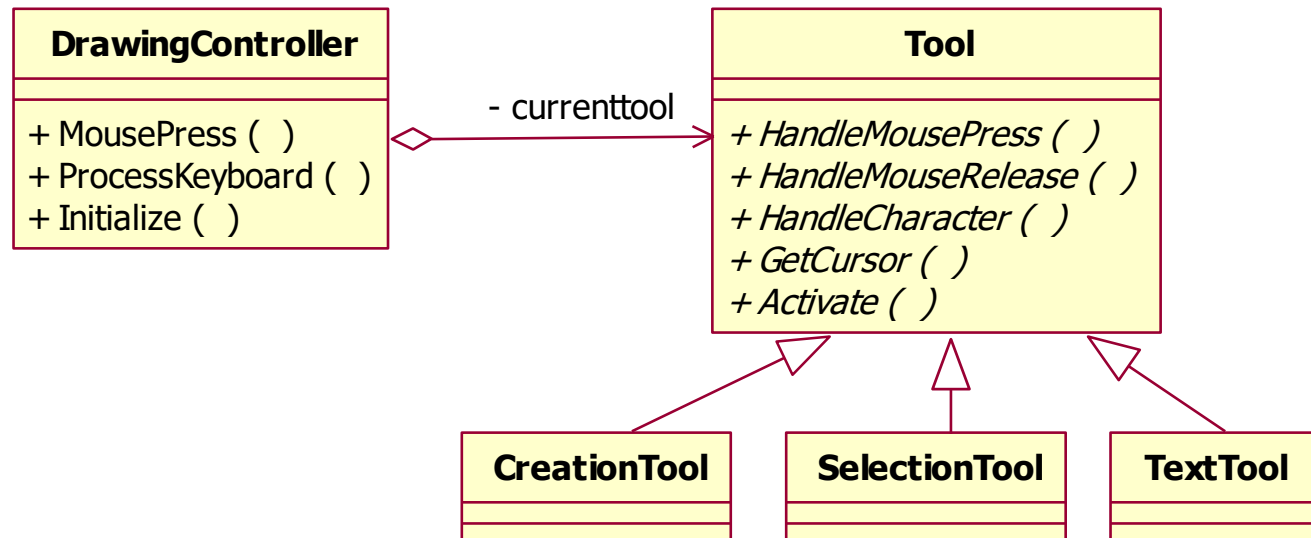 DrawingController
+ MousePress ( )
+ ProcessKeyboard ( )
+ Initialize ( )
- currenttool
Tool
+ HandleMousePress ( )
+ HandleMouseRelease ( )
+ HandleCharacter ( )
+ GetCursor ( )
+ Activate ( )
CreationTool
SelectionTool
TextTool